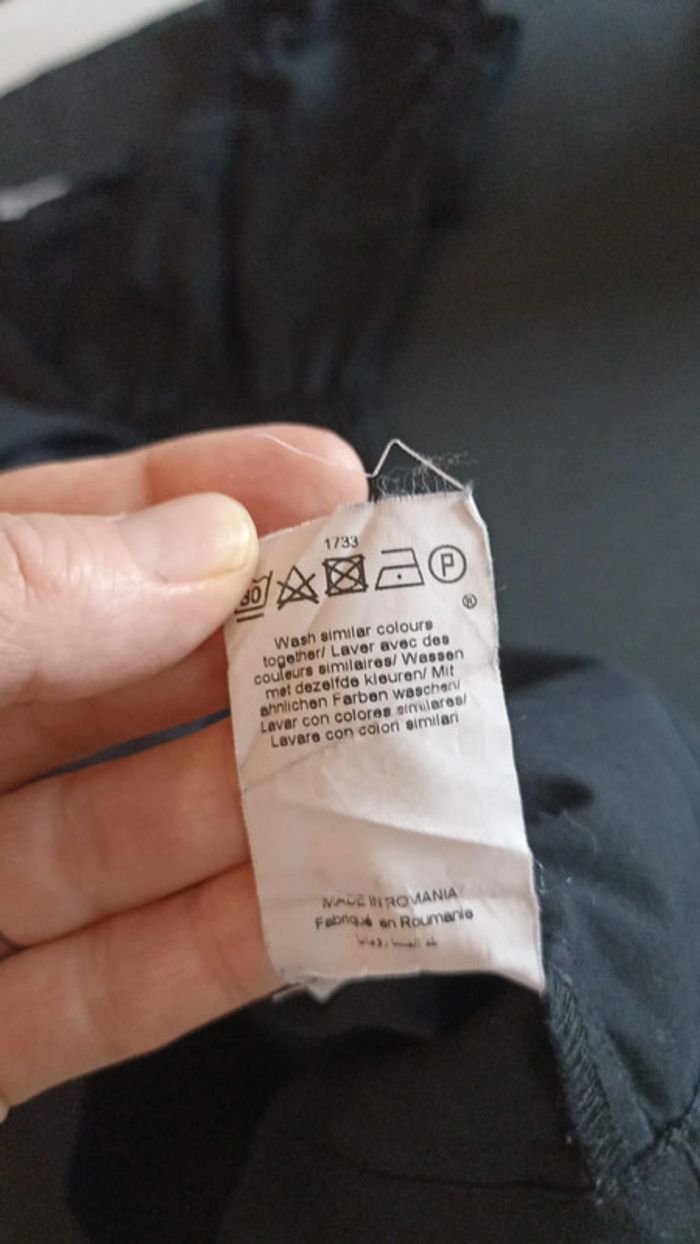 1733
30
P
®
Wash similar colours
together/ Laver avec des
couleurs similaires/ Wassen
met dezelfde kleuren/ Mit
ähnlichen Farben waschen/
Lavar con colores similares/
Lavare con colori similari
MADE IN ROMANIA
Fabriqué en Roumanie